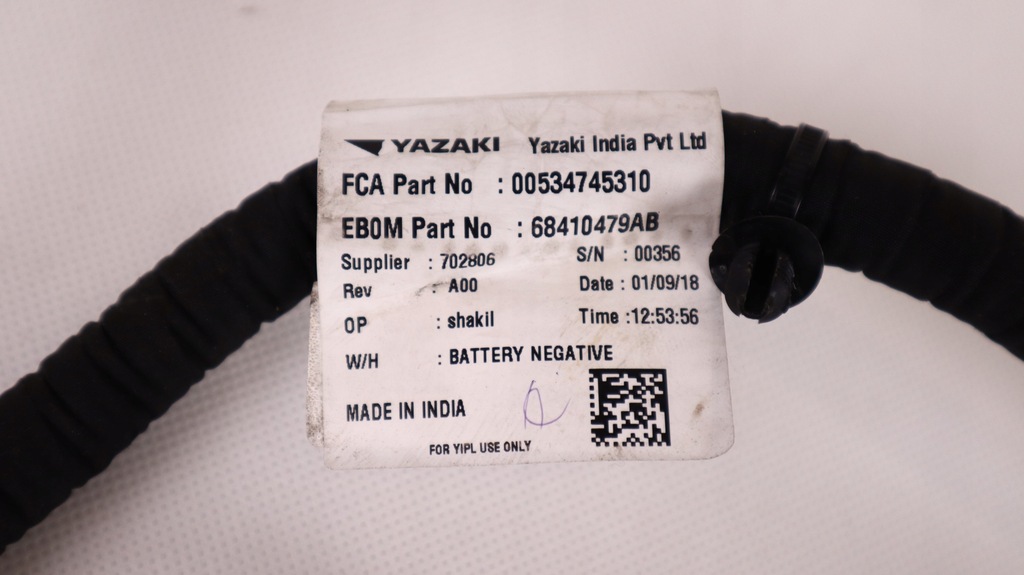 YAZAKI Yazaki India Pvt Ltd
FCA Part No : 00534745310
EBOM Part No : 68410479AB
Supplier : 702806 S/N : 00356
Rev : A00 Date : 01/09/18
OP : shakil Time :12:53:56
W/H : BATTERY NEGATIVE
MADE IN INDIA
FOR YIPL USE ONLY